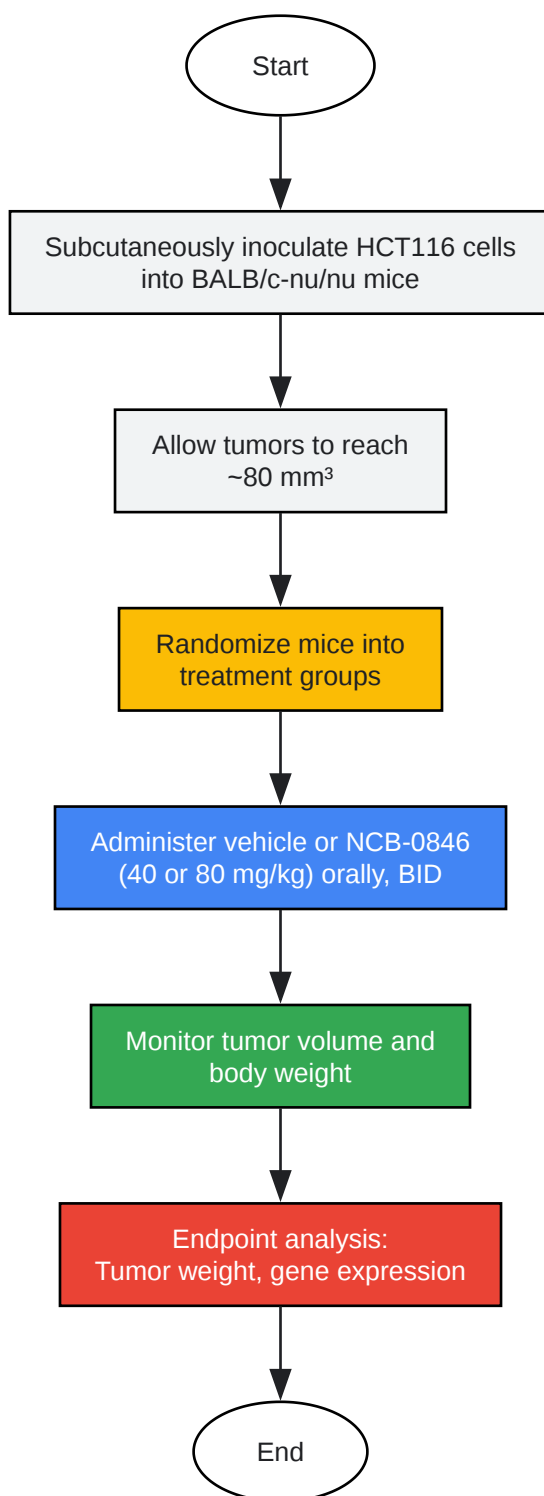 Start
Subcutaneously inoculate HCT116 cells
into BALB/c-nu/nu mice
Allow tumors to reach
~80 mm³
Randomize mice into
treatment groups
Administer vehicle or NCB-0846
(40 or 80 mg/kg) orally, BID
Monitor tumor volume and
body weight
Endpoint analysis:
Tumor weight, gene expression
End